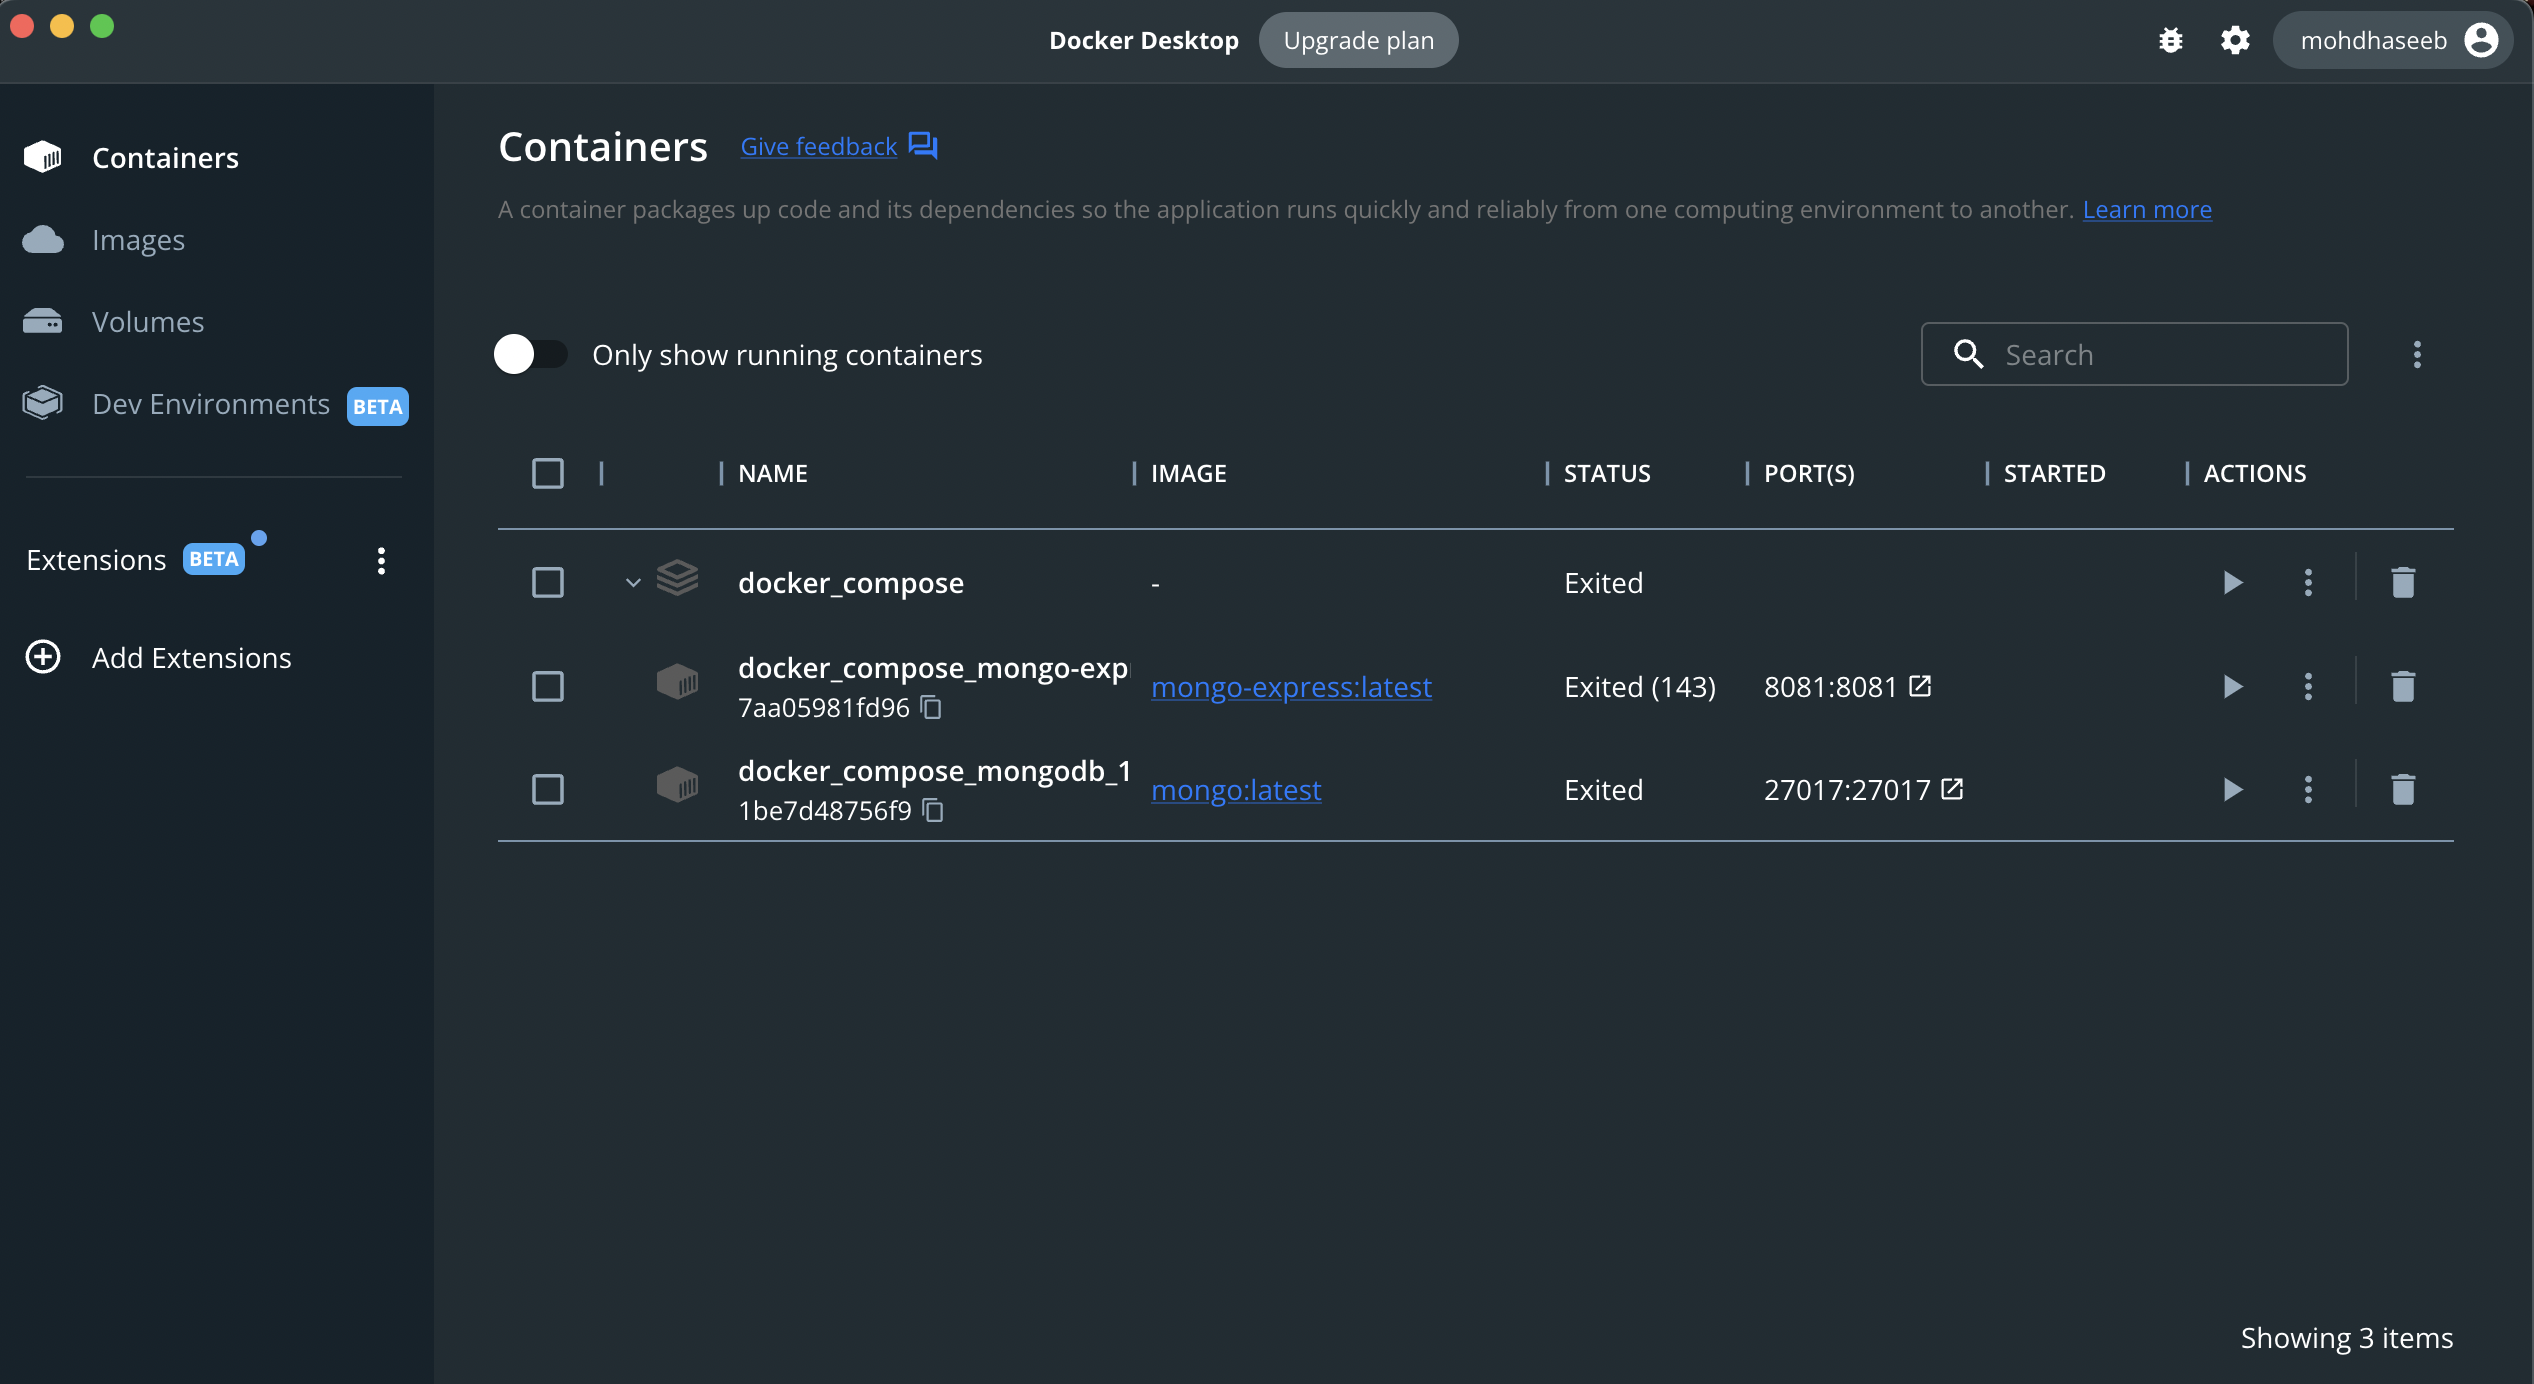 Docker Desktop Upgrade plan mohdhaseeb
Containers
Images
Volumes
Dev Environments BETA
Extensions BETA
Add Extensions
Containers Give feedback
A container packages up code and its dependencies so the application runs quickly and reliably from one computing environment to another. Learn more
Only show running containers
Search
NAME IMAGE STATUS PORT(S) STARTED ACTIONS
docker_compose - Exited
docker_compose_mongo-exp
7aa05981fd96
mongo-express:latest Exited (143) 8081:8081
docker_compose_mongodb_1
1be7d48756f9
mongo:latest Exited 27017:27017
Showing 3 items